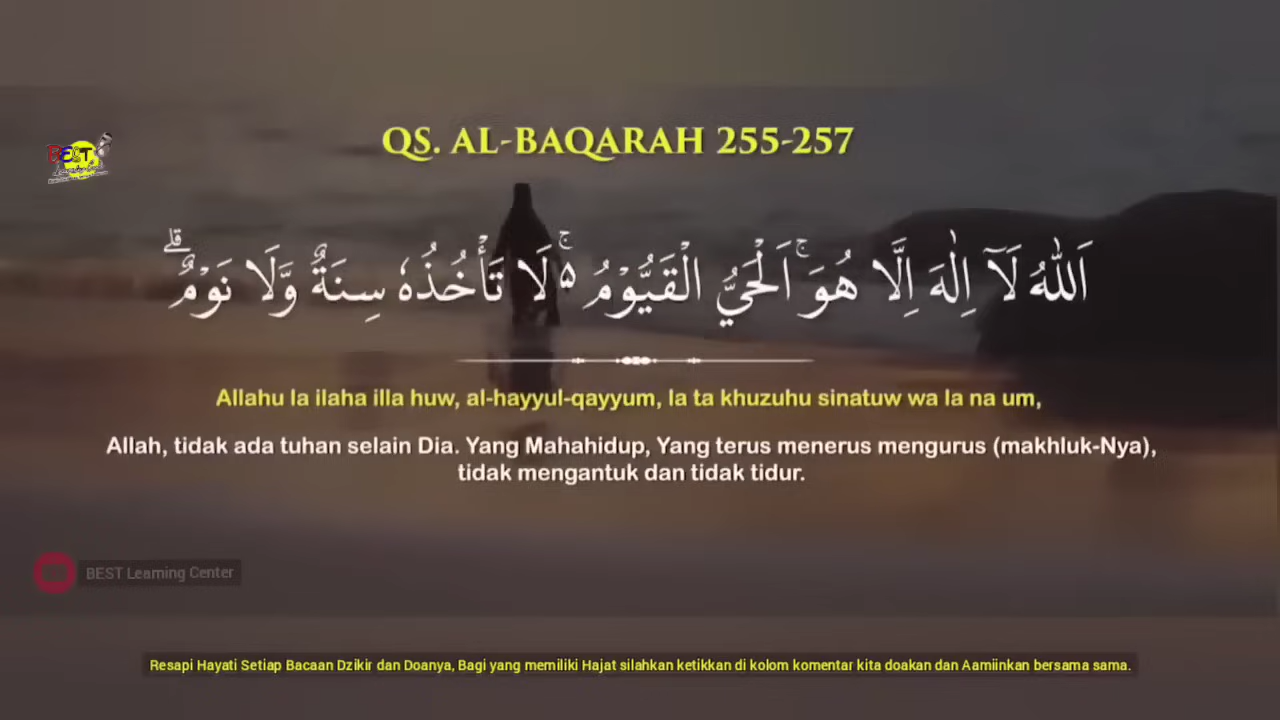 QS. AL-BAQARAH 255-257
BEST
اَللّٰهُ لَآ اِلٰهَ اِلَّا هُوَۚ اَلْحَيُّ الْقَيُّوْمُ ەۚ لَا تَأْخُذُهٗ سِنَةٌ وَّلَا نَوْمٌۗ
Allahu la ilaha illa huw, al-hayyul-qayyum, la ta khuzuhu sinatuw wa la na um,
Allah, tidak ada tuhan selain Dia. Yang Mahahidup, Yang terus menerus mengurus (makhluk-Nya),
tidak mengantuk dan tidak tidur.
BEST Learning Center
Resapi Hayati Setiap Bacaan Dzikir dan Doanya, Bagi yang memiliki Hajat silahkan ketikkan di kolom komentar kita doakan dan Aamiinkan bersama sama.